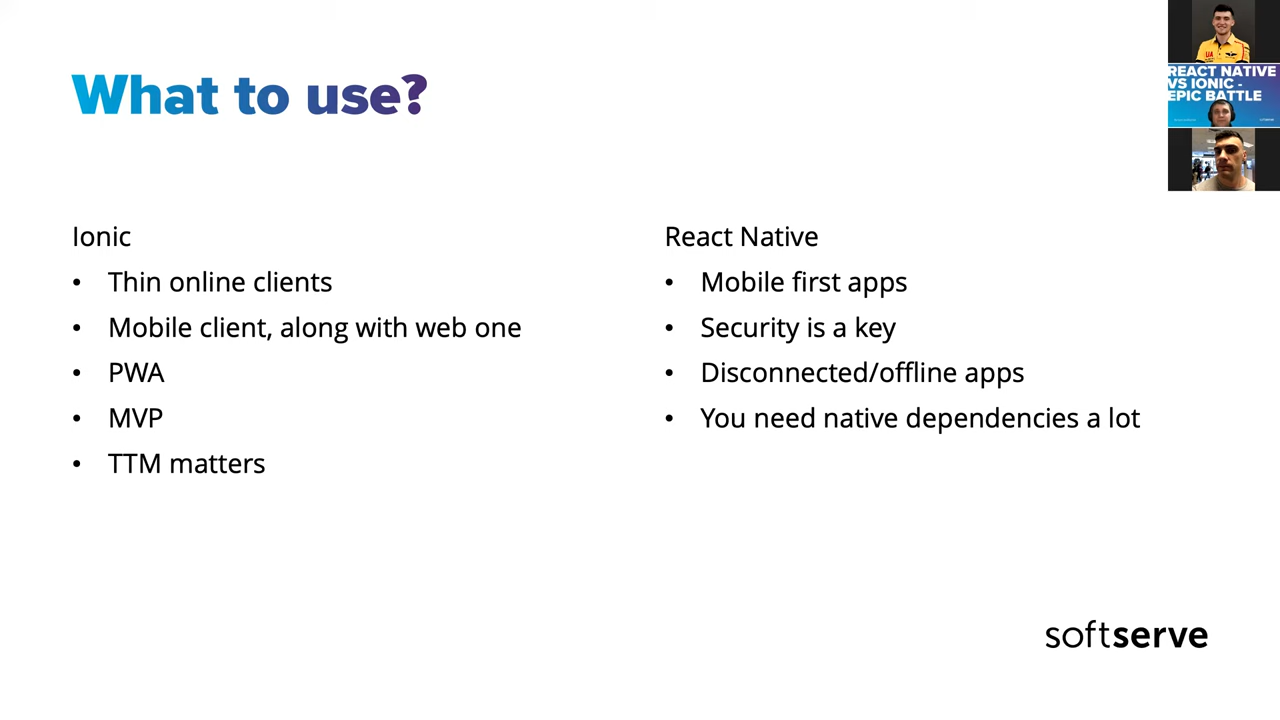 What to use?
Ionic
• Thin online clients
• Mobile client, along with web one
• PWA
• MVP
• TTM matters
React Native
• Mobile first apps
• Security is a key
• Disconnected/offline apps
• You need native dependencies a lot
softserve
UA
REACT NATIVE
VS IONIC -
EPIC BATTLE